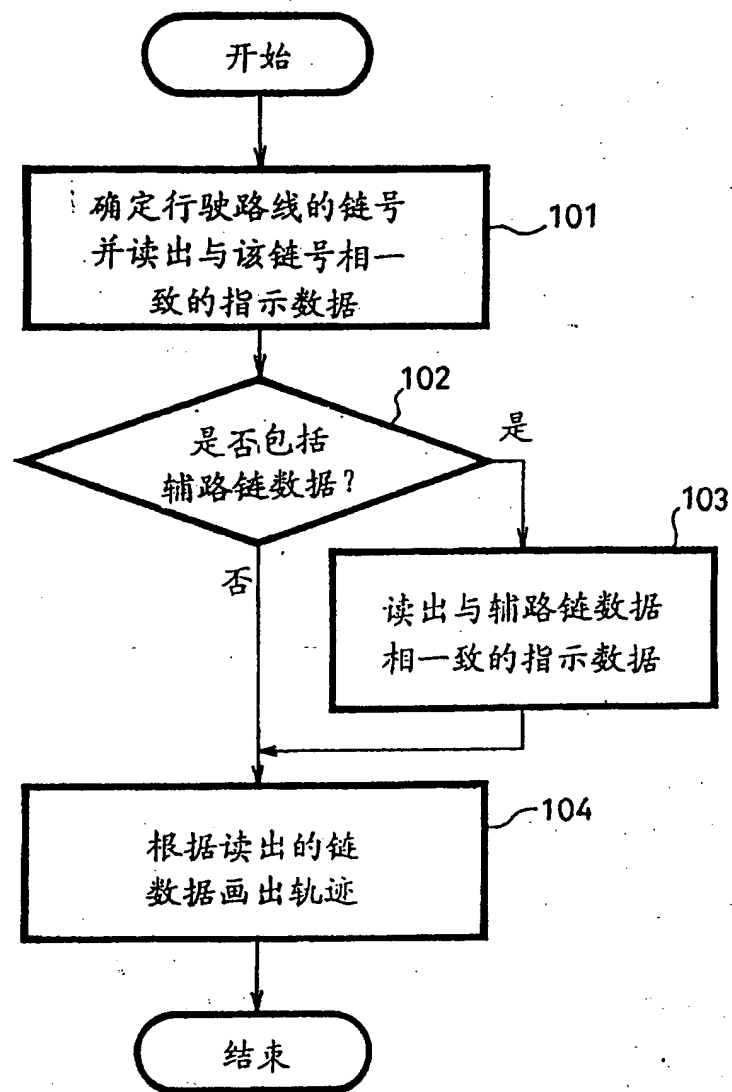 开始
确定行驶路线的链号
并读出与该链号相一
致的指示数据
101
102
是否包括
辅路链数据？
是
103
否
读出与辅路链数据
相一致的指示数据
104
根据读出的链
数据画出轨迹
结束